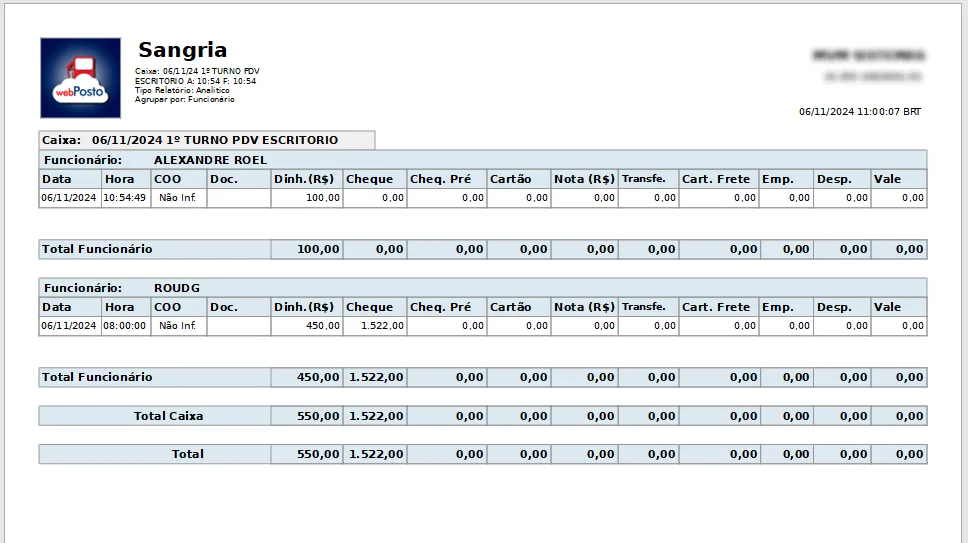 webPosto
Sangria
Caixa: 06/11/24 1º TURNO PDV
ESCRITORIO A: 10:54 F: 10:54
Tipo Relatório: Analítico
Agrupar por: Funcionário
06/11/2024 11:00:07 BRT
Caixa: 06/11/2024 1º TURNO PDV ESCRITORIO
Funcionário: ALEXANDRE ROEL
Data Hora COO Doc. Dinh.(R$) Cheque Cheq. Pré Cartão Nota (R$) Transfe. Cart. Frete Emp. Desp. Vale
06/11/2024 10:54:49 Não Inf. 100,00 0,00 0,00 0,00 0,00 0,00 0,00 0,00 0,00 0,00
Total Funcionário 100,00 0,00 0,00 0,00 0,00 0,00 0,00 0,00 0,00 0,00
Funcionário: ROUDG
Data Hora COO Doc. Dinh.(R$) Cheque Cheq. Pré Cartão Nota (R$) Transfe. Cart. Frete Emp. Desp. Vale
06/11/2024 08:00:00 Não Inf. 450,00 1.522,00 0,00 0,00 0,00 0,00 0,00 0,00 0,00 0,00
Total Funcionário 450,00 1.522,00 0,00 0,00 0,00 0,00 0,00 0,00 0,00 0,00
Total Caixa 550,00 1.522,00 0,00 0,00 0,00 0,00 0,00 0,00 0,00 0,00
Total 550,00 1.522,00 0,00 0,00 0,00 0,00 0,00 0,00 0,00 0,00